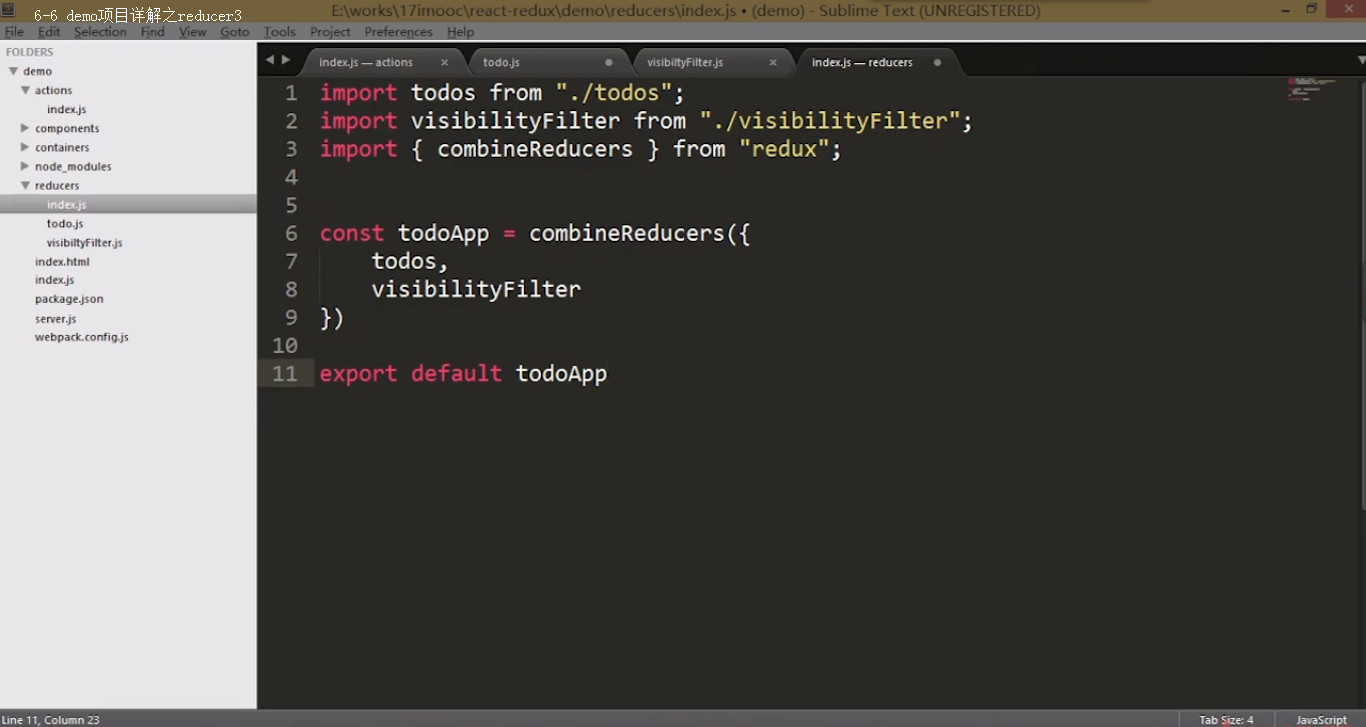 6-6 demo项目详解之reducer3
E:\works\17imooc\react-redux\demo\reducers\index.js • (demo) - Sublime Text (UNREGISTERED)
File Edit Selection Find View Goto Tools Project Preferences Help
FOLDERS
demo
actions
index.js
components
containers
node_modules
reducers
index.js
todo.js
visibiltyFilter.js
index.html
index.js
package.json
server.js
webpack.config.js
index.js — actions × todo.js • visibiltyFilter.js × index.js — reducers •
1 import todos from "./todos";
2 import visibilityFilter from "./visibilityFilter";
3 import { combineReducers } from "redux";
4
5
6 const todoApp = combineReducers({
7     todos,
8     visibilityFilter
9 })
10
11 export default todoApp
Line 11, Column 23
Tab Size: 4 JavaScript